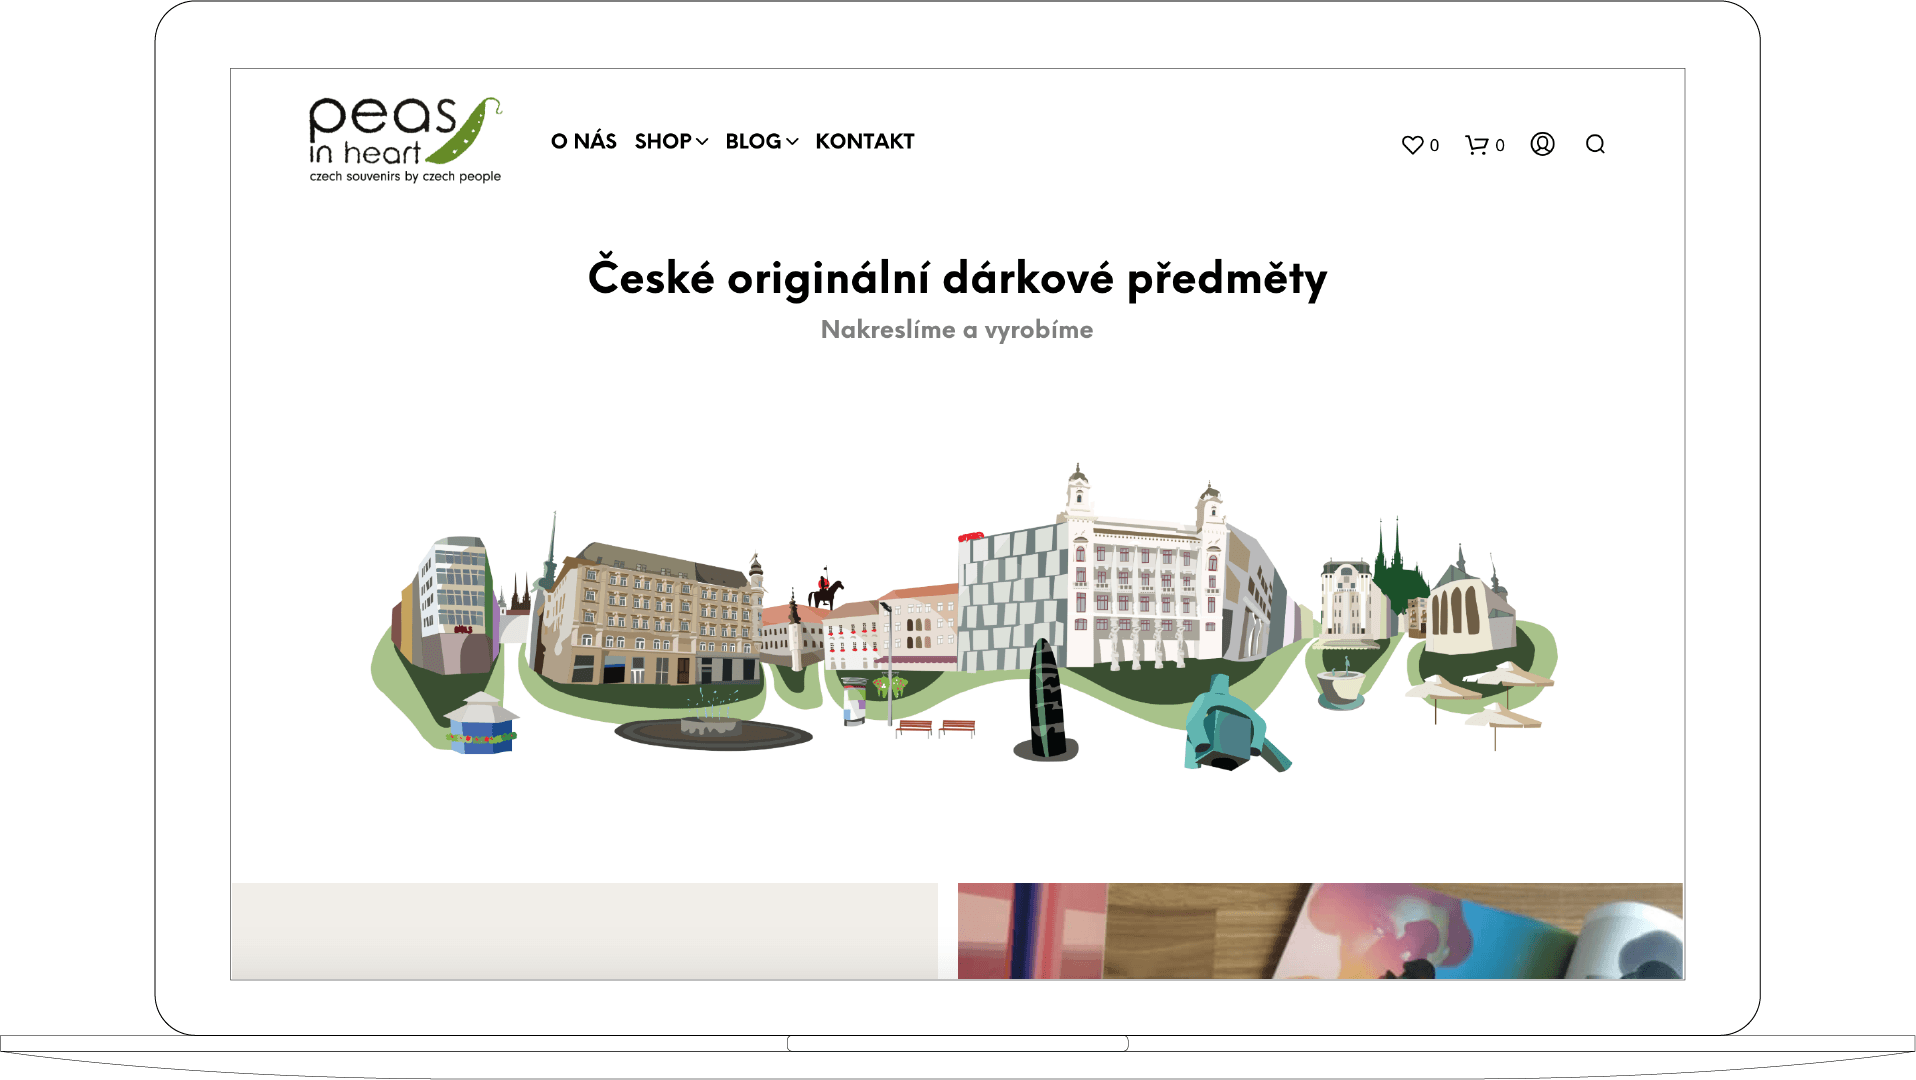 peas
in heart
czech souvenirs by czech people
O NÁS SHOP BLOG KONTAKT
0 0
České originální dárkové předměty
Nakreslíme a vyrobíme